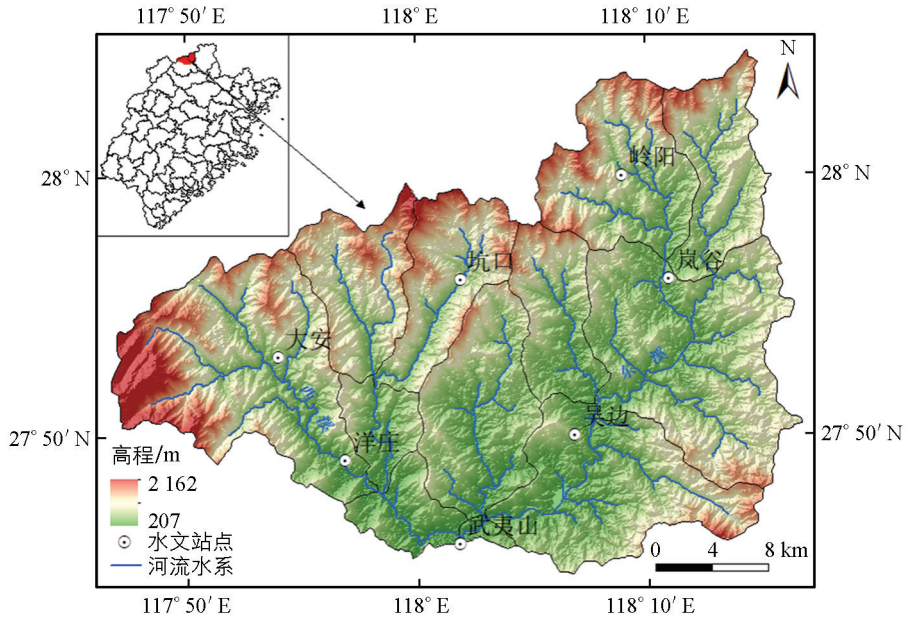 117° 50′ E
118° E
118° 10′ E
N
岭阳
28° N
28° N
坑口
岚谷
大安
吴边
洋庄
27° 50′ N
27° 50′ N
高程/m
2 162
207
武夷山
水文站点
河流水系
0 4 8 km
117° 50′ E
118° E
118° 10′ E